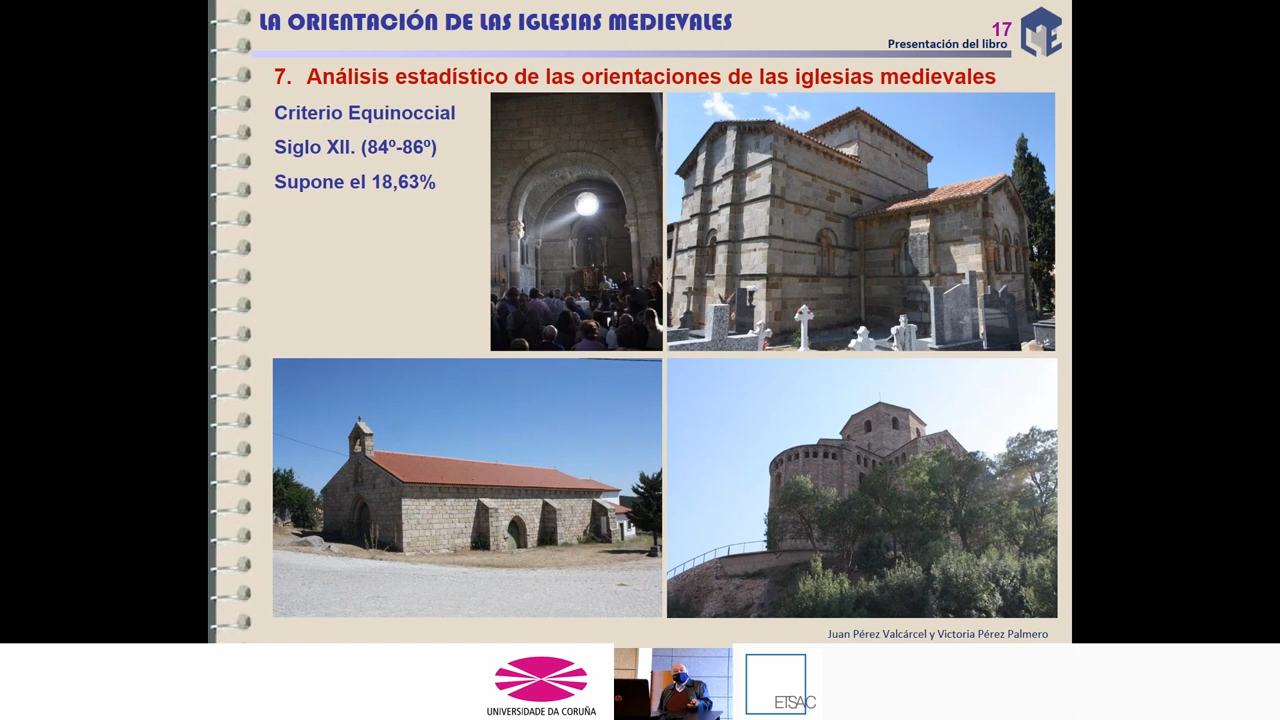 LA ORIENTACIÓN DE LAS IGLESIAS MEDIEVALES
17
Presentación del libro
7. Análisis estadístico de las orientaciones de las iglesias medievales
Criterio Equinoccial
Siglo XII. (84º-86º)
Supone el 18,63%
Juan Pérez Valcárcel y Victoria Pérez Palmero
UNIVERSIDADE DA CORUÑA
ETSAC